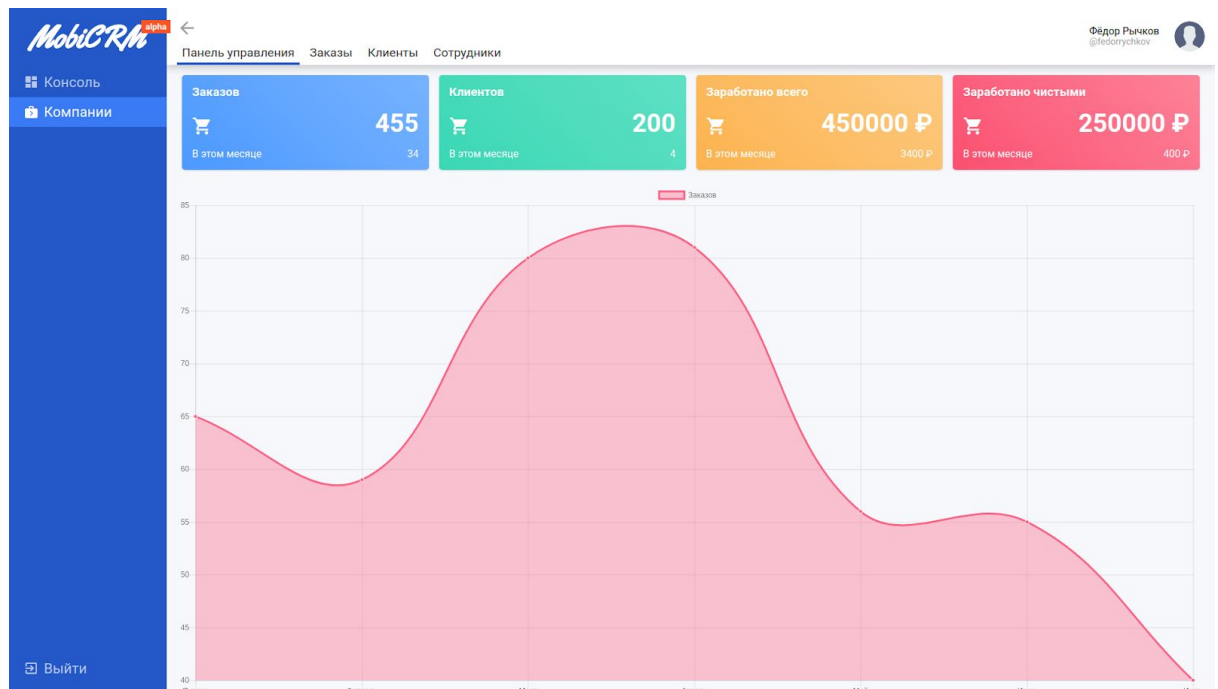 MobiCRM alpha
Фёдор Рычков
@fedorrychkov
Панель управления Заказы Клиенты Сотрудники
Консоль
Компании
Выйти
Заказов
455
В этом месяце 34
Клиентов
200
В этом месяце 4
Заработано всего
450000 ₽
В этом месяце 3400 ₽
Заработано чистыми
250000 ₽
В этом месяце 400 ₽
Заказов
85
80
75
70
65
60
55
50
45
40